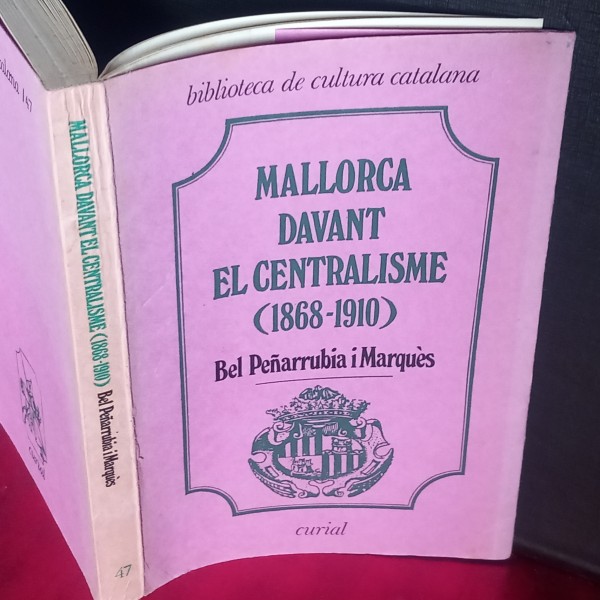 biblioteca de cultura catalana
MALLORCA
DAVANT
EL CENTRALISME
(1868-1910)
Bel Peñarrubia i Marquès
curial
MALLORCA DAVANT EL CENTRALISME (1868-1910) Bel Peñarrubia i Marquès
47
curial